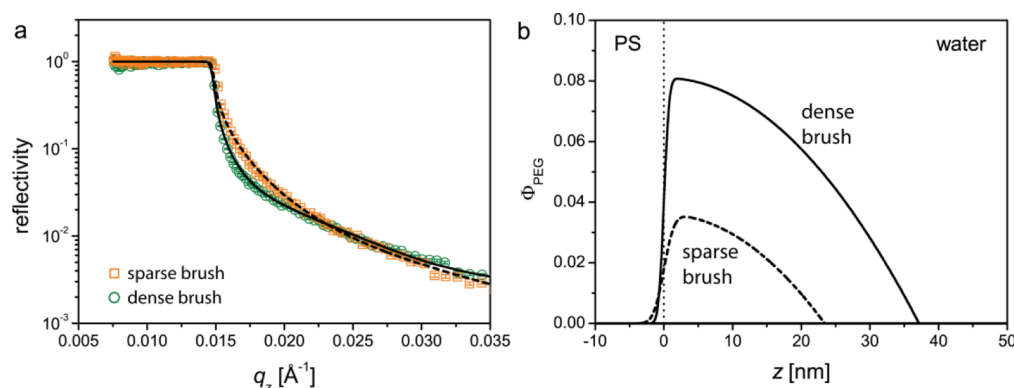 a
reflectivity
10⁰
10⁻¹
10⁻²
10⁻³
sparse brush
dense brush
0.005 0.010 0.015 0.020 0.025 0.030 0.035
q_z [Å⁻¹]
b
Φ_PEG
0.10
0.08
0.06
0.04
0.02
0.00
PS
water
dense
brush
sparse
brush
-10 0 10 20 30 40 50
z [nm]